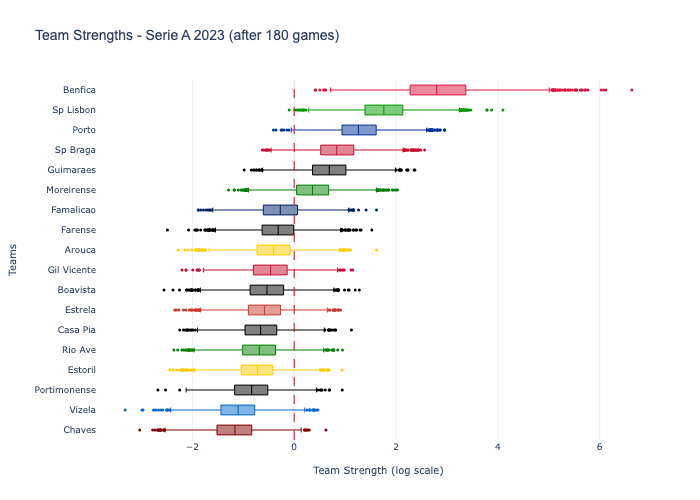 Team Strengths - Serie A 2023 (after 180 games)
Benfica
Sp Lisbon
Porto
Sp Braga
Guimaraes
Moreirense
Famalicao
Farense
Arouca
Gil Vicente
Boavista
Estrela
Casa Pia
Rio Ave
Estoril
Portimonense
Vizela
Chaves
Teams
−2 0 2 4 6
Team Strength (log scale)